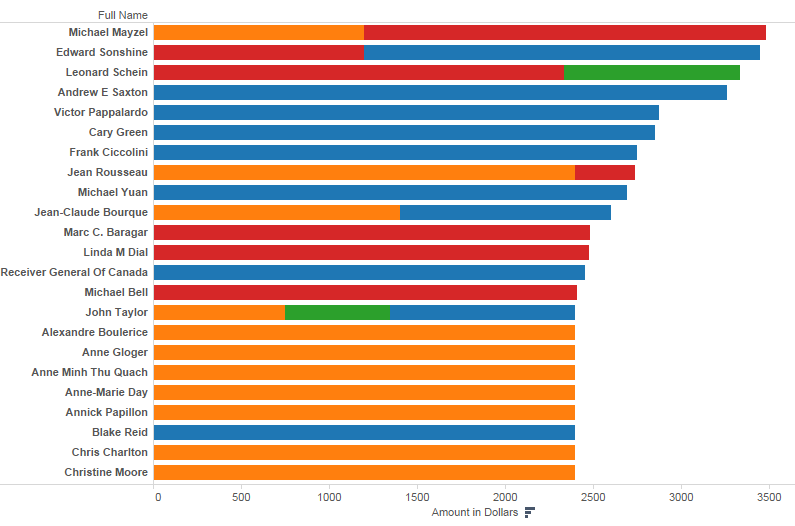 Full Name
Michael Mayzel
Edward Sonshine
Leonard Schein
Andrew E Saxton
Victor Pappalardo
Cary Green
Frank Ciccolini
Jean Rousseau
Michael Yuan
Jean-Claude Bourque
Marc C. Baragar
Linda M Dial
Receiver General Of Canada
Michael Bell
John Taylor
Alexandre Boulerice
Anne Gloger
Anne Minh Thu Quach
Anne-Marie Day
Annick Papillon
Blake Reid
Chris Charlton
Christine Moore
0 500 1000 1500 2000 2500 3000 3500
Amount in Dollars